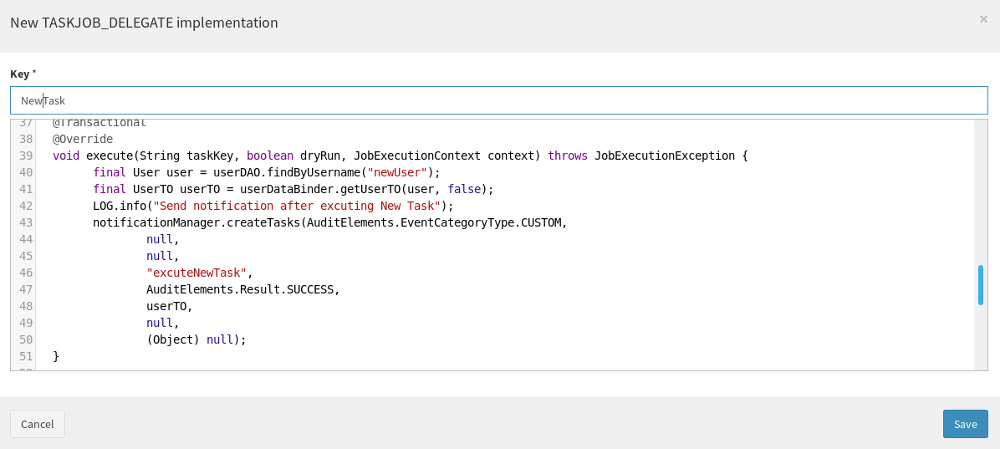 New TASKJOB_DELEGATE implementation
×
Key *
NewTask
37 @Transactional
38 @Override
39 void execute(String taskKey, boolean dryRun, JobExecutionContext context) throws JobExecutionException {
40 final User user = userDAO.findByUsername("newUser");
41 final UserTO userTO = userDataBinder.getUserTO(user, false);
42 LOG.info("Send notification after excuting New Task");
43 notificationManager.createTasks(AuditElements.EventCategoryType.CUSTOM,
44 null,
45 null,
46 "excuteNewTask",
47 AuditElements.Result.SUCCESS,
48 userTO,
49 null,
50 (Object) null);
51 }
Cancel
Save